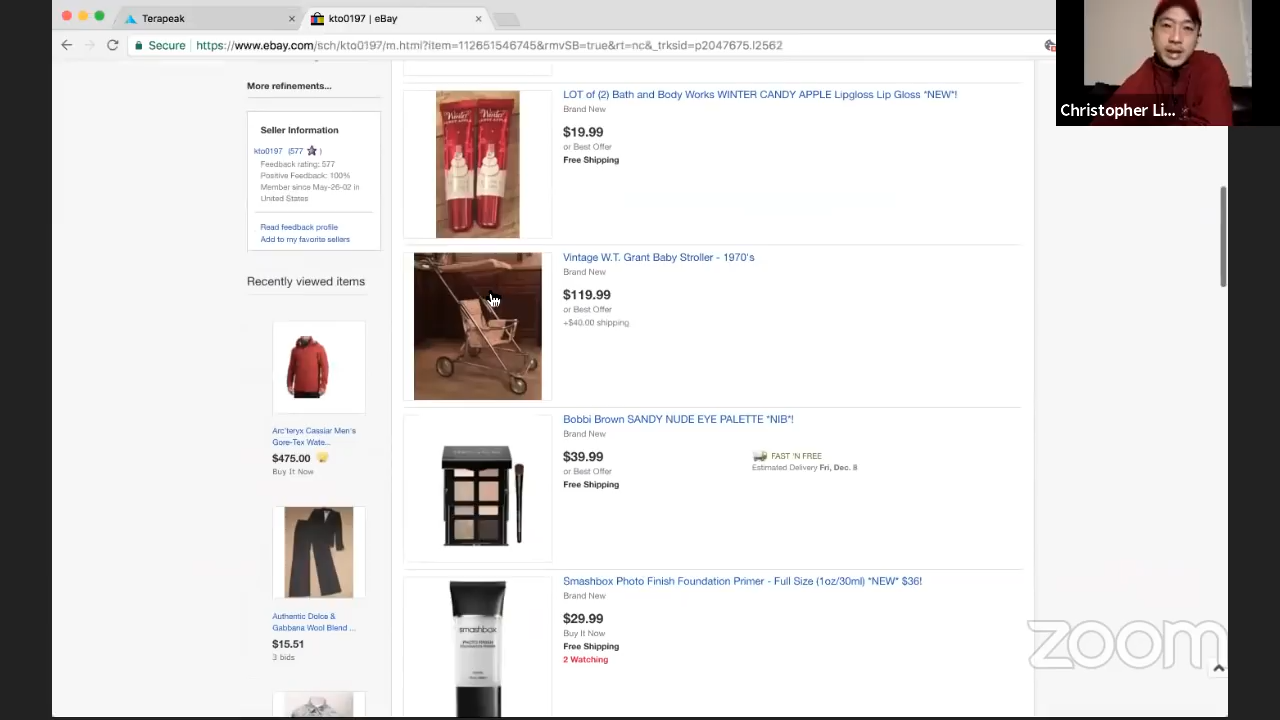 Terapeak
kto0197 | eBay
Secure
https://www.ebay.com/sch/kto0197/m.html?item=112651546745&rmvSB=true&rt=nc&_trksid=p2047675.l2562
Christopher Li...
More refinements...
Seller Information
kto0197 (577 )
Feedback rating: 577
Positive Feedback: 100%
Member since May-26-02 in
United States
Read feedback profile
Add to my favorite sellers
Recently viewed items
Arc'teryx Cassiar Men's
Gore-Tex Wate...
$475.00
Buy It Now
Authentic Dolce &
Gabbana Wool Blend ...
$15.51
3 bids
LOT of (2) Bath and Body Works WINTER CANDY APPLE Lipgloss Lip Gloss *NEW*!
Brand New
$19.99
or Best Offer
Free Shipping
Vintage W.T. Grant Baby Stroller - 1970's
Brand New
$119.99
or Best Offer
+$40.00 shipping
Bobbi Brown SANDY NUDE EYE PALETTE *NIB*!
Brand New
$39.99
or Best Offer
Free Shipping
FAST 'N FREE
Estimated Delivery Fri, Dec. 8
Smashbox Photo Finish Foundation Primer - Full Size (1oz/30ml) *NEW* $36!
Brand New
$29.99
Buy It Now
Free Shipping
2 Watching
smashbox
PHOTO FINISH
zoom